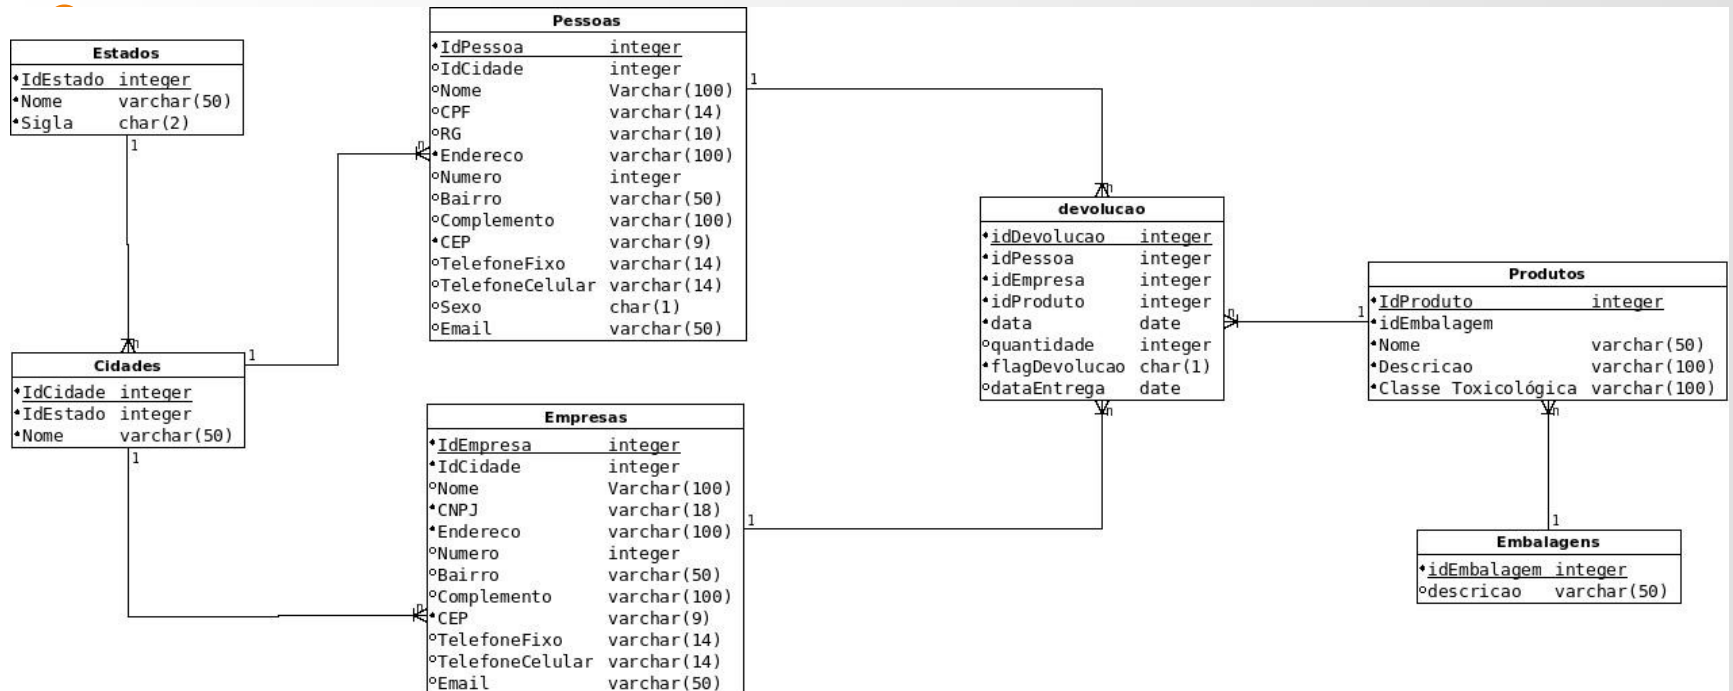 Estados
IdEstado integer
Nome varchar(50)
Sigla char(2)
1
n
Cidades
IdCidade integer
IdEstado integer
Nome varchar(50)
1
1
Pessoas
IdPessoa integer
IdCidade integer
Nome Varchar(100)
CPF varchar(14)
RG varchar(10)
n
Endereco varchar(100)
Numero integer
Bairro varchar(50)
Complemento varchar(100)
CEP varchar(9)
TelefoneFixo varchar(14)
TelefoneCelular varchar(14)
Sexo char(1)
Email varchar(50)
1
Empresas
IdEmpresa integer
IdCidade integer
Nome Varchar(100)
CNPJ varchar(18)
Endereco varchar(100)
Numero integer
Bairro varchar(50)
Complemento varchar(100)
n
CEP varchar(9)
TelefoneFixo varchar(14)
TelefoneCelular varchar(14)
Email varchar(50)
1
n
devolucao
idDevolucao integer
idPessoa integer
idEmpresa integer
idProduto integer
data date
quantidade integer
flagDevolucao char(1)
dataEntrega date
n
n
1
Produtos
IdProduto integer
idEmbalagem
Nome varchar(50)
Descricao varchar(100)
Classe Toxicológica varchar(100)
n
1
Embalagens
idEmbalagem integer
descricao varchar(50)